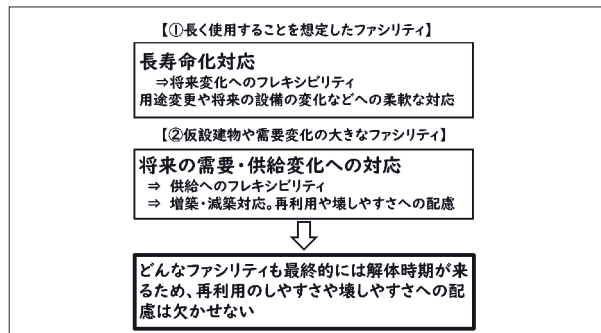 【①長く使用することを想定したファシリティ】
長寿命化対応
⇒将来変化へのフレキシビリティ
用途変更や将来の設備の変化などへの柔軟な対応
【②仮設建物や需要変化の大きなファシリティ】
将来の需要・供給変化への対応
⇒ 供給へのフレキシビリティ
⇒ 増築・減築対応。再利用や壊しやすさへの配慮
どんなファシリティも最終的には解体時期が来
るため、再利用のしやすさや壊しやすさへの配
慮は欠かせない